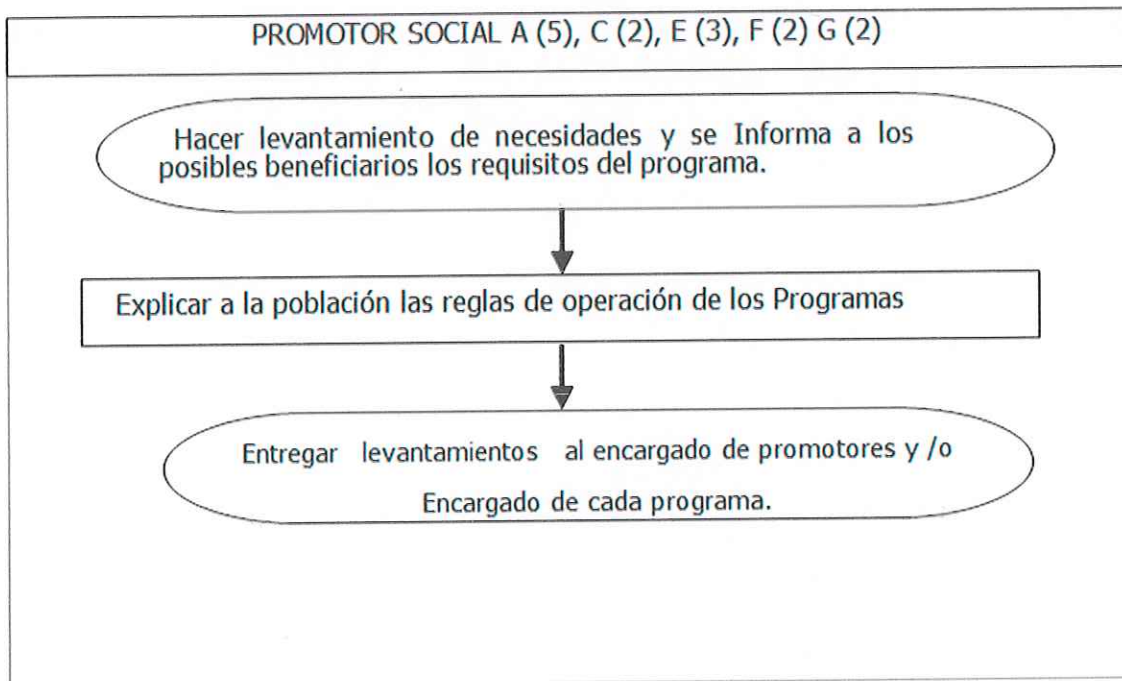 PROMOTOR SOCIAL A (5), C (2), E (3), F (2) G (2)
Hacer levantamiento de necesidades y se Informa a los
posibles beneficiarios los requisitos del programa.
Explicar a la población las reglas de operación de los Programas
Entregar levantamientos al encargado de promotores y /o
Encargado de cada programa.